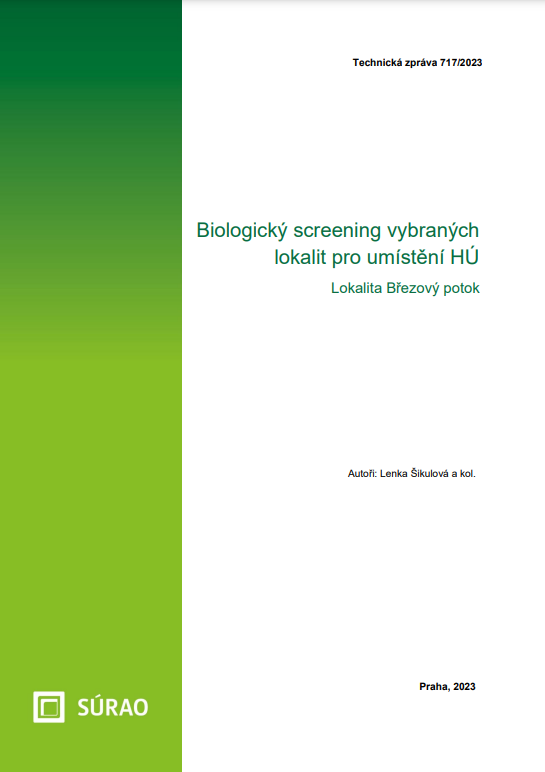 Technická zpráva 717/2023
Biologický screening vybraných
lokalit pro umístění HÚ
Lokalita Březový potok
Autoři: Lenka Šikulová a kol.
Praha, 2023
SÚRAO